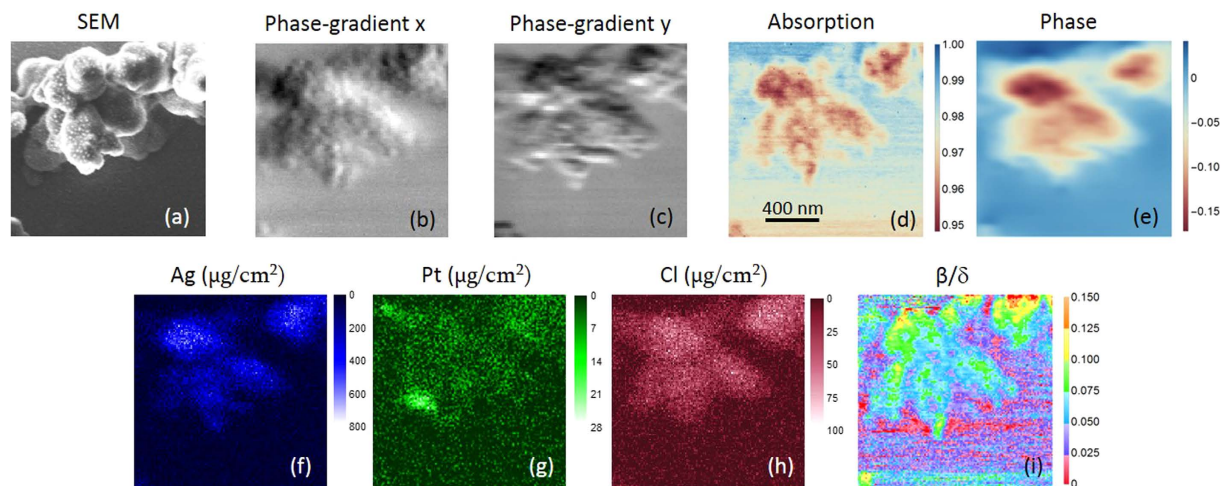 SEM
Phase-gradient x
Phase-gradient y
Absorption
Phase
(a)
(b)
(c)
400 nm
(d)
1.00
0.99
0.98
0.97
0.96
0.95
(e)
0
−0.05
−0.10
−0.15
Ag (μg/cm²)
Pt (μg/cm²)
Cl (μg/cm²)
β/δ
(f)
0
200
400
600
800
(g)
0
7
14
21
28
(h)
0
25
50
75
100
(i)
0.150
0.125
0.100
0.075
0.050
0.025
0